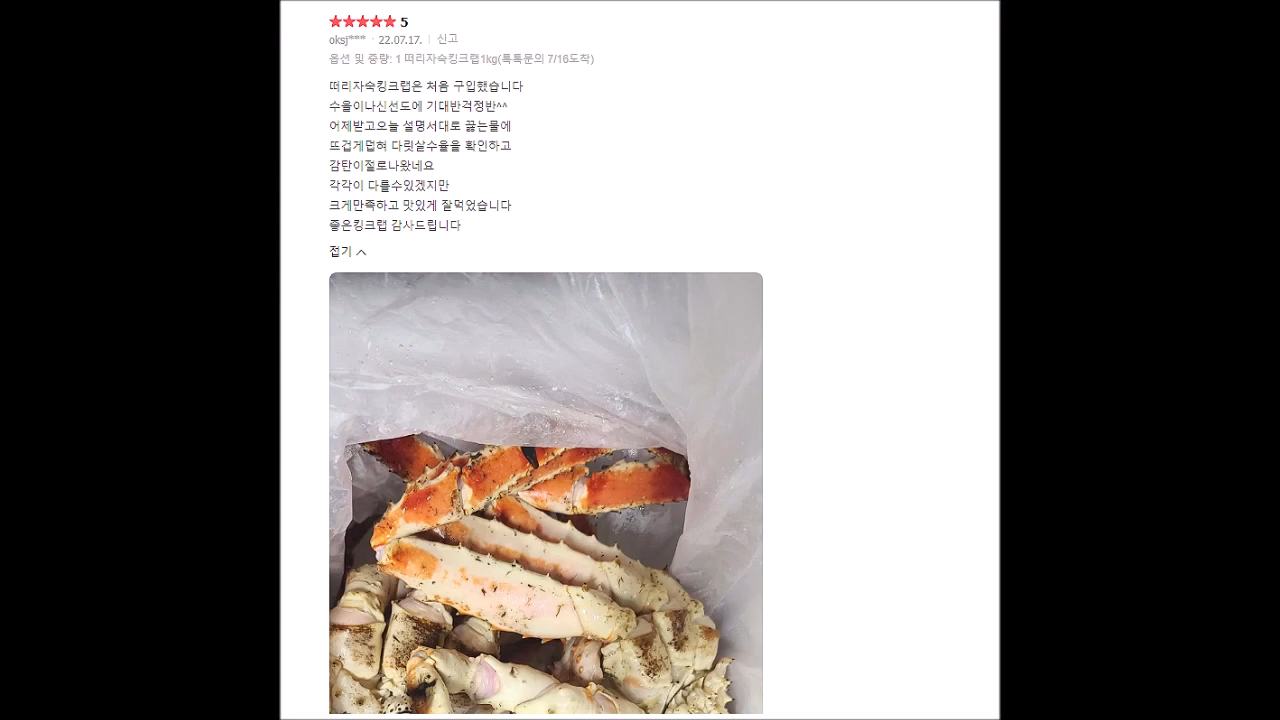 ★★★★★ 5
oksj*** · 22.07.17. | 신고
옵션 및 중량: 1 떠리자숙킹크랩1kg(톡톡문의 7/16도착)
떠리자숙킹크랩은 처음 구입했습니다
수율이나신선도에 기대반걱정반^^
어제받고오늘 설명서대로 끓는물에
뜨겁게덥혀 다릿살수율을 확인하고
감탄이절로나왔네요
각각이 다를수있겠지만
크게만족하고 맛있게 잘먹었습니다
좋은킹크랩 감사드립니다
접기 ㅅ